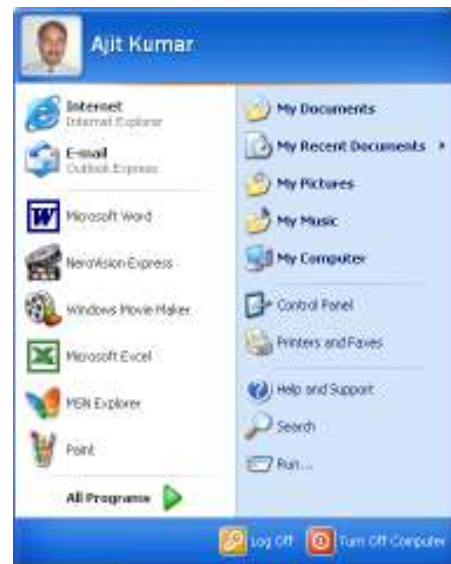 Ajit Kumar
Internet
Internet Explorer
E-mail
Outlook Express
Microsoft Word
NeroVision Express
Windows Movie Maker
Microsoft Excel
MSN Explorer
Paint
All Programs
My Documents
My Recent Documents
My Pictures
My Music
My Computer
Control Panel
Printers and Faxes
Help and Support
Search
Run...
Log Off
Turn Off Computer